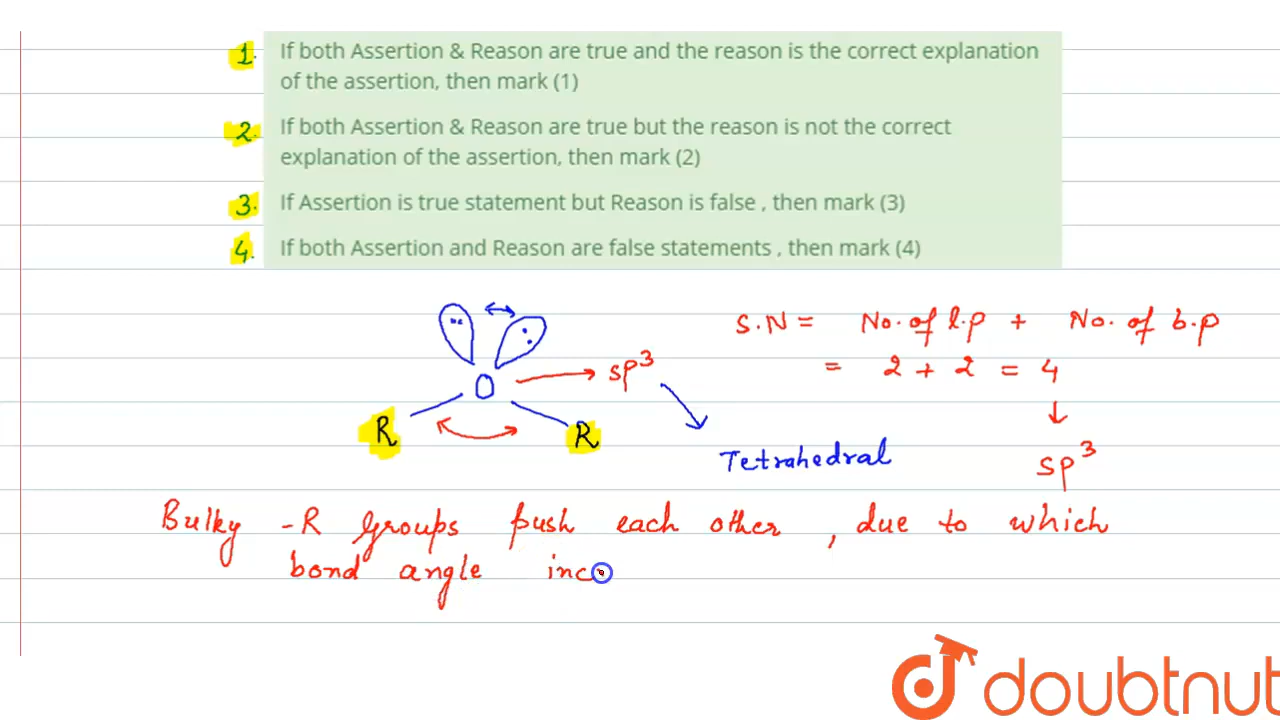 1. If both Assertion & Reason are true and the reason is the correct explanation
of the assertion, then mark (1)
2. If both Assertion & Reason are true but the reason is not the correct
explanation of the assertion, then mark (2)
3. If Assertion is true statement but Reason is false , then mark (3)
4. If both Assertion and Reason are false statements , then mark (4)
S.N = No. of l.p + No. of b.p
= 2 + 2 = 4
O sp³
R R
Tetrahedral sp³
Bulky -R groups push each other, due to which
bond angle inc
doubtnut